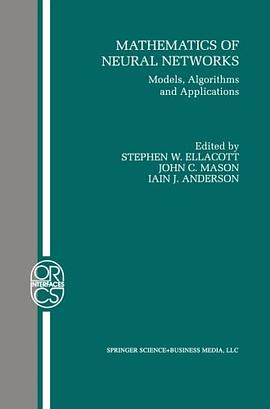 MATHEMATICS OF
NEURAL NETWORKS
Models, Algorithms
and Applications
Edited by
STEPHEN W. ELLACOTT
JOHN C. MASON
IAIN J. ANDERSON
OR
INTERFACES
CS
SPRINGER SCIENCE+BUSINESS MEDIA, LLC